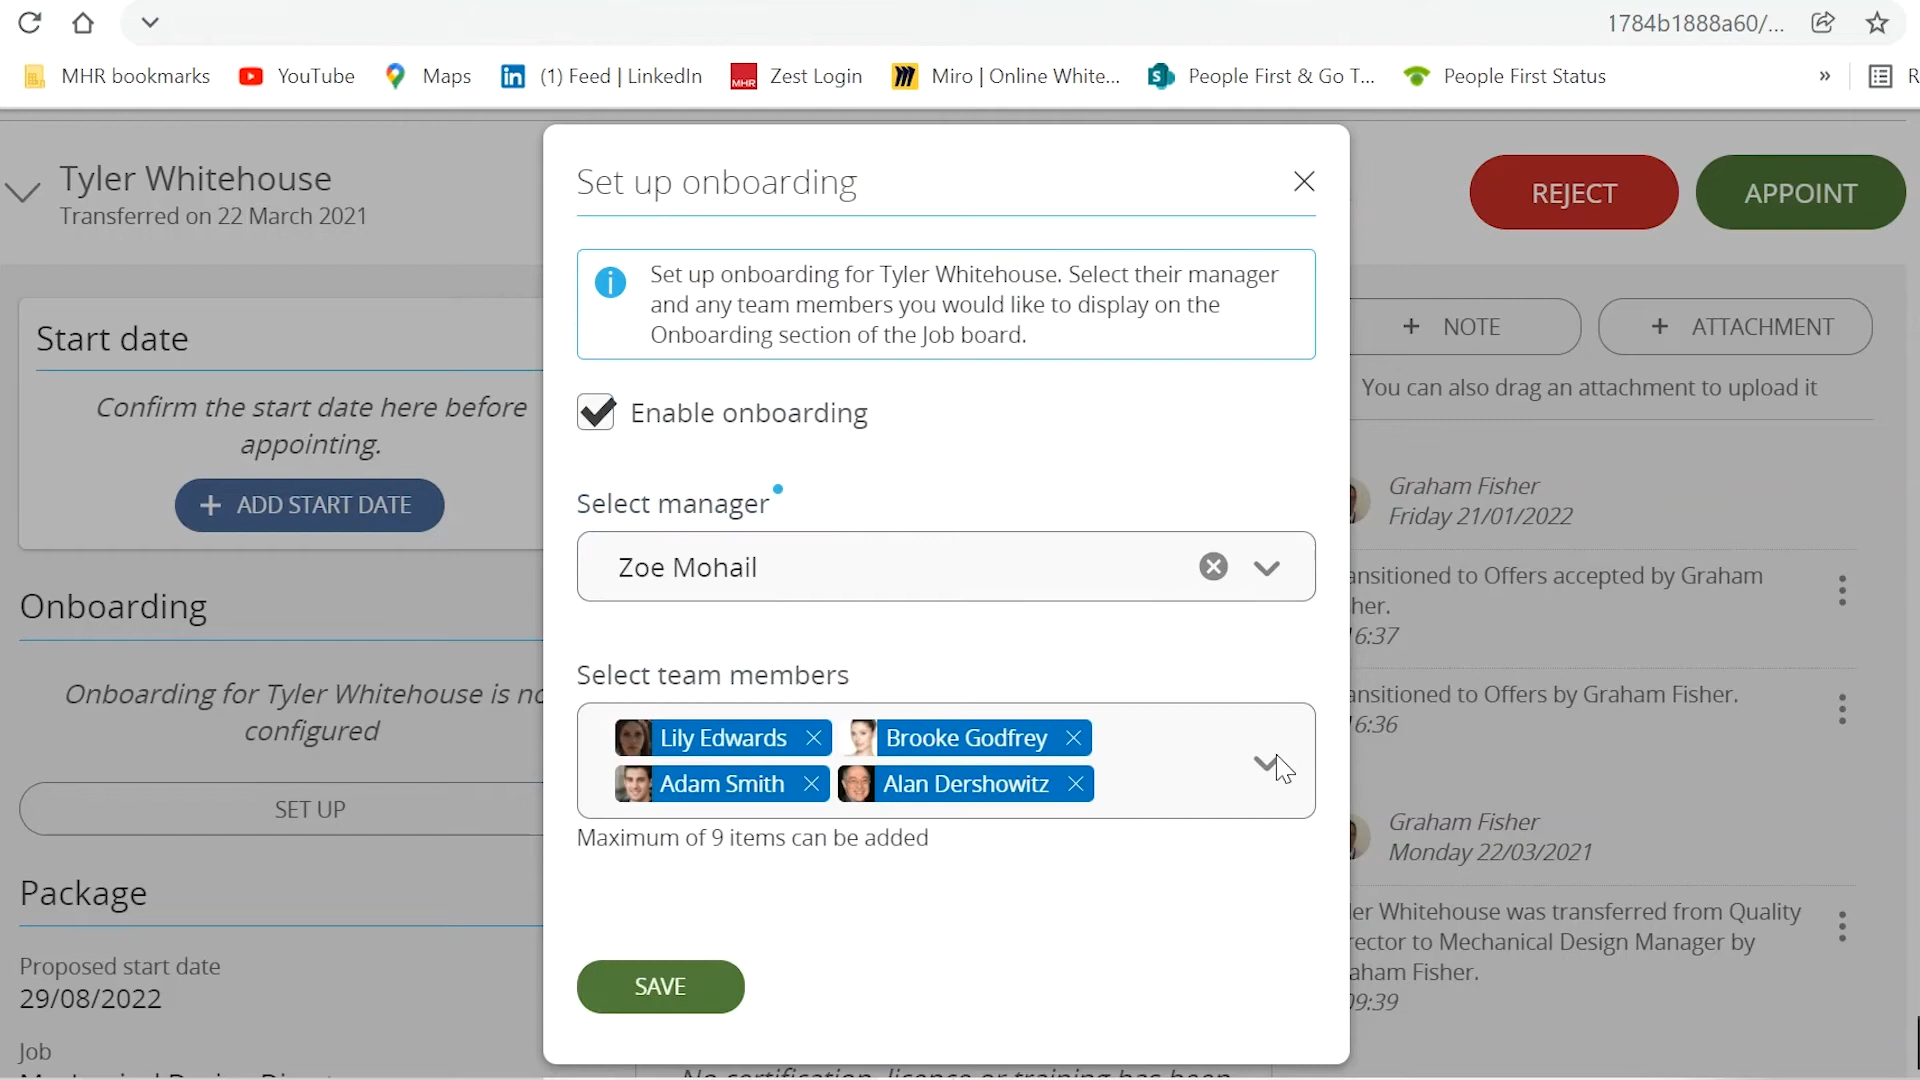 1784b1888a60/...
MHR bookmarks
YouTube
Maps
(1) Feed | LinkedIn
MHR
Zest Login
Miro | Online White...
People First & Go T...
People First Status
»
R
Tyler Whitehouse
Transferred on 22 March 2021
REJECT
APPOINT
Start date
Confirm the start date here before
appointing.
+ ADD START DATE
Onboarding
Onboarding for Tyler Whitehouse is no
configured
SET UP
Package
Proposed start date
29/08/2022
Job
Set up onboarding
Set up onboarding for Tyler Whitehouse. Select their manager
and any team members you would like to display on the
Onboarding section of the Job board.
Enable onboarding
Select manager
Zoe Mohail
Select team members
Lily Edwards
Brooke Godfrey
Adam Smith
Alan Dershowitz
Maximum of 9 items can be added
SAVE
+ NOTE
+ ATTACHMENT
You can also drag an attachment to upload it
Graham Fisher
Friday 21/01/2022
ansitioned to Offers accepted by Graham
her.
16:37
ansitioned to Offers by Graham Fisher.
16:36
Graham Fisher
Monday 22/03/2021
ler Whitehouse was transferred from Quality
rector to Mechanical Design Manager by
aham Fisher.
09:39